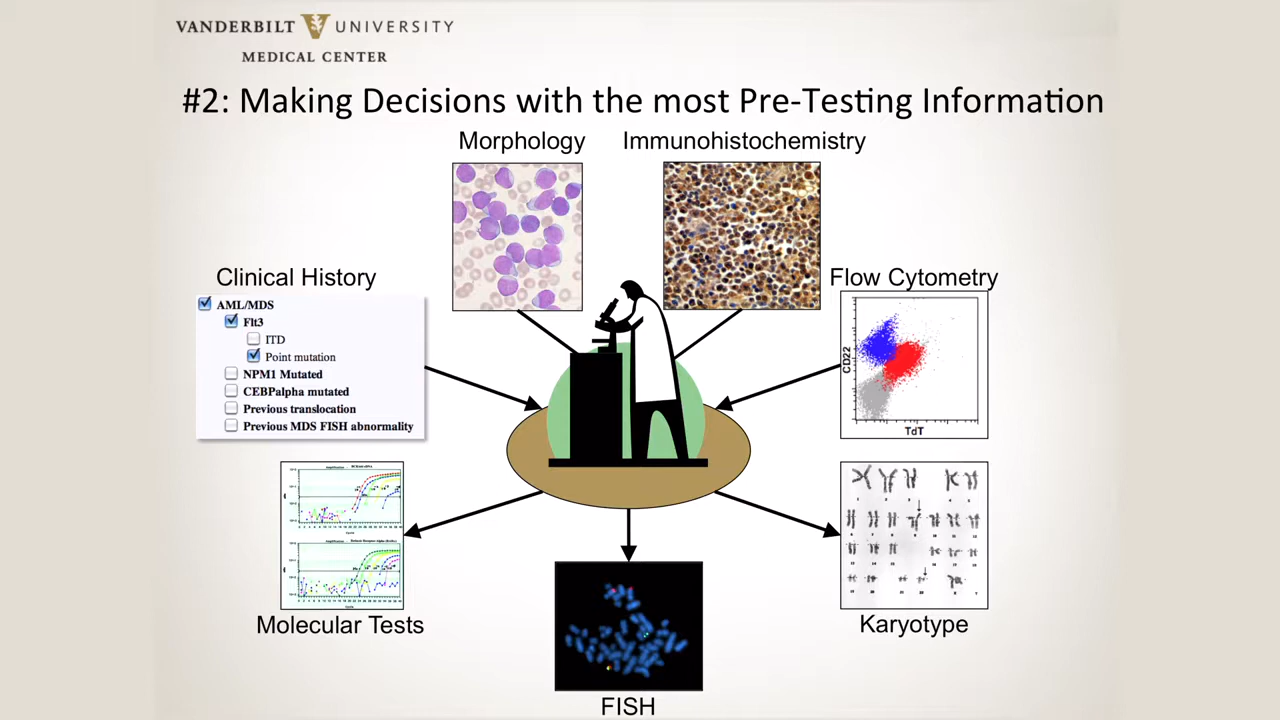 VANDERBILT UNIVERSITY
MEDICAL CENTER
#2: Making Decisions with the most Pre-Testing Information
Morphology
Immunohistochemistry
Clinical History
Flow Cytometry
AML/MDS
Flt3
ITD
Point mutation
NPM1 Mutated
CEBPalpha mutated
Previous translocation
Previous MDS FISH abnormality
CD22
TdT
Molecular Tests
Karyotype
FISH